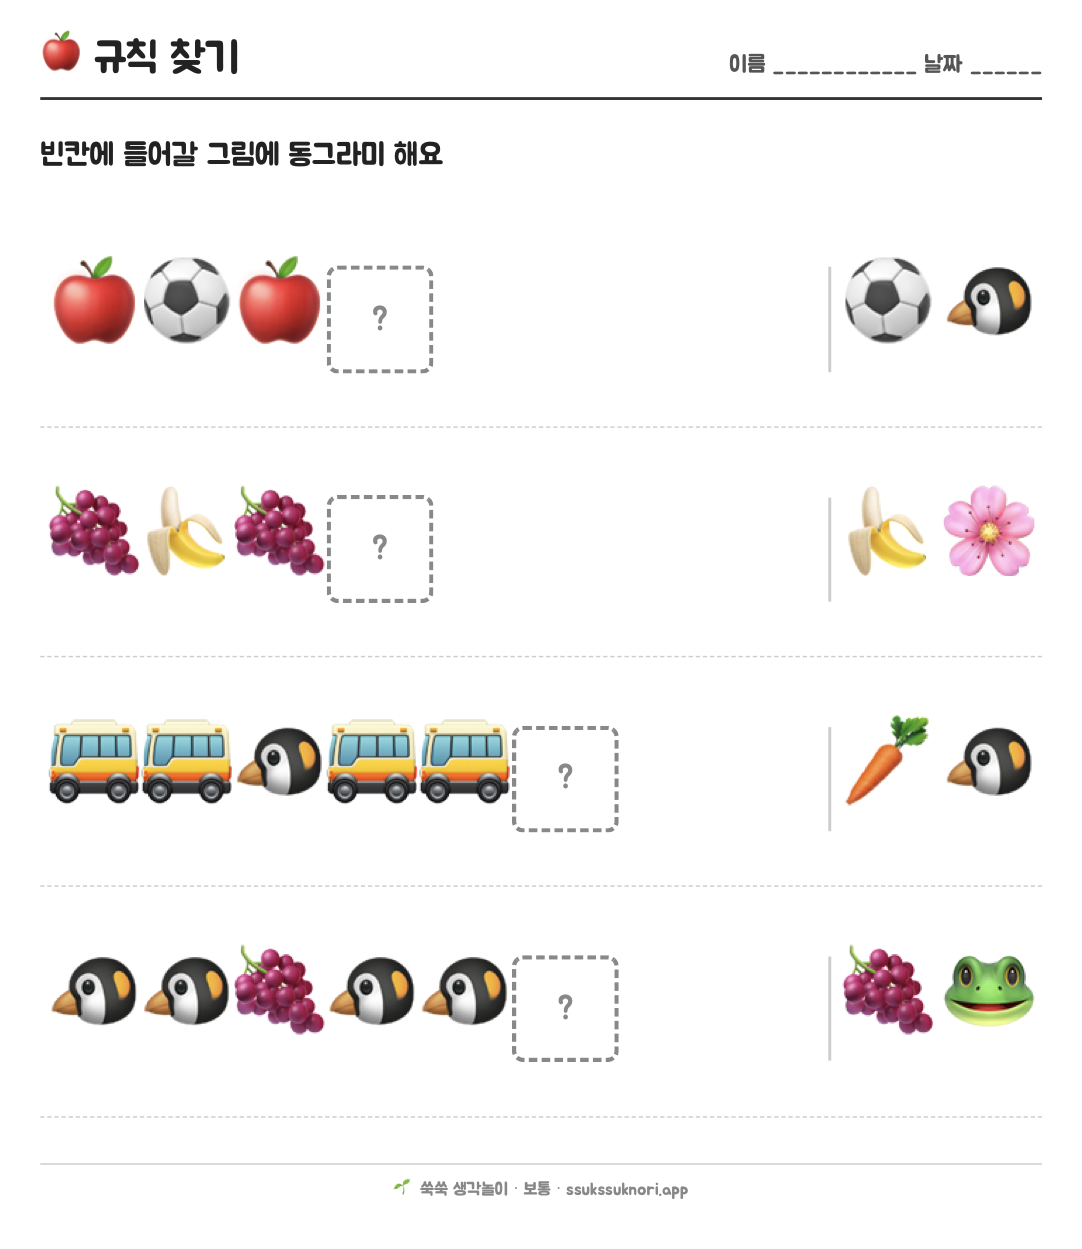 규칙 찾기
이름 ____________ 날짜 ______
빈칸에 들어갈 그림에 동그라미 해요
?
?
?
?
쑥쑥 생각놀이 · 보통 · ssukssuknori.app